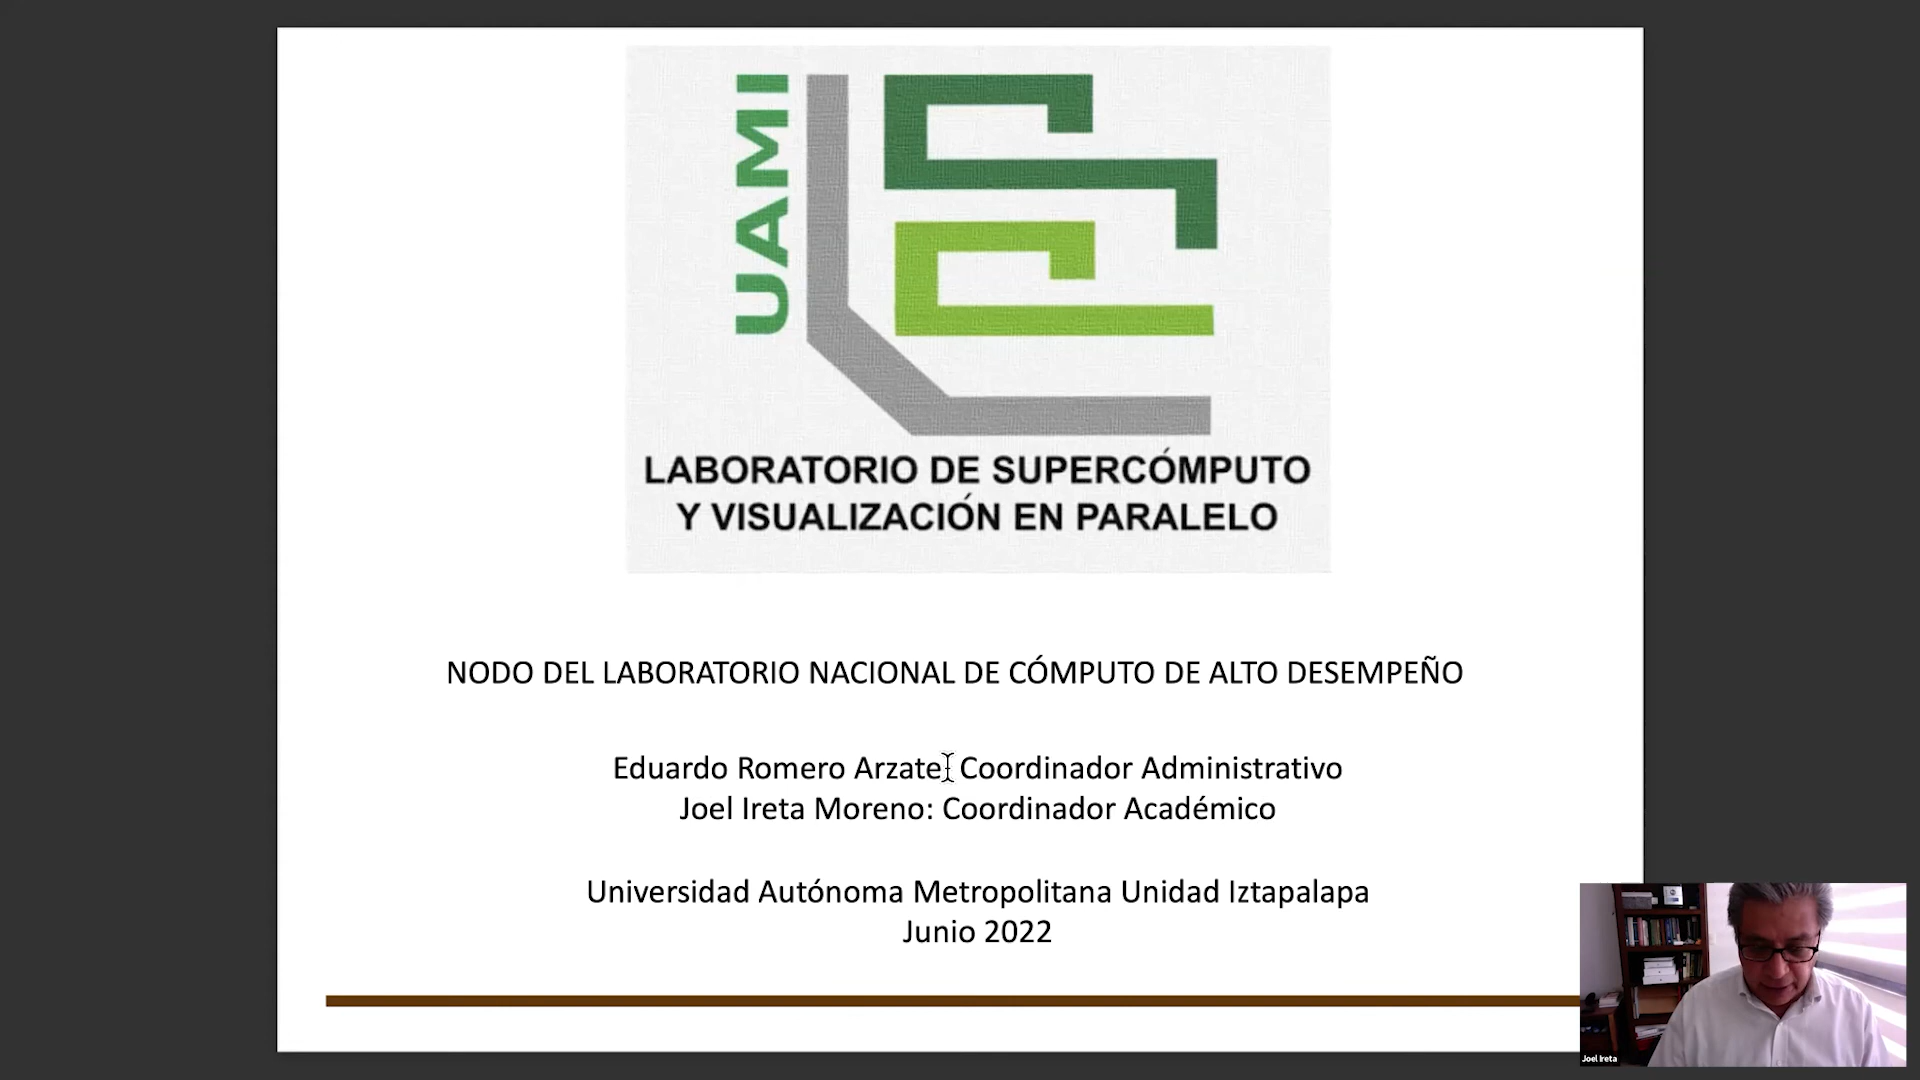 UAMI
LABORATORIO DE SUPERCÓMPUTO
Y VISUALIZACIÓN EN PARALELO
NODO DEL LABORATORIO NACIONAL DE CÓMPUTO DE ALTO DESEMPEÑO
Eduardo Romero Arzate: Coordinador Administrativo
Joel Ireta Moreno: Coordinador Académico
Universidad Autónoma Metropolitana Unidad Iztapalapa
Junio 2022
Joel Ireta